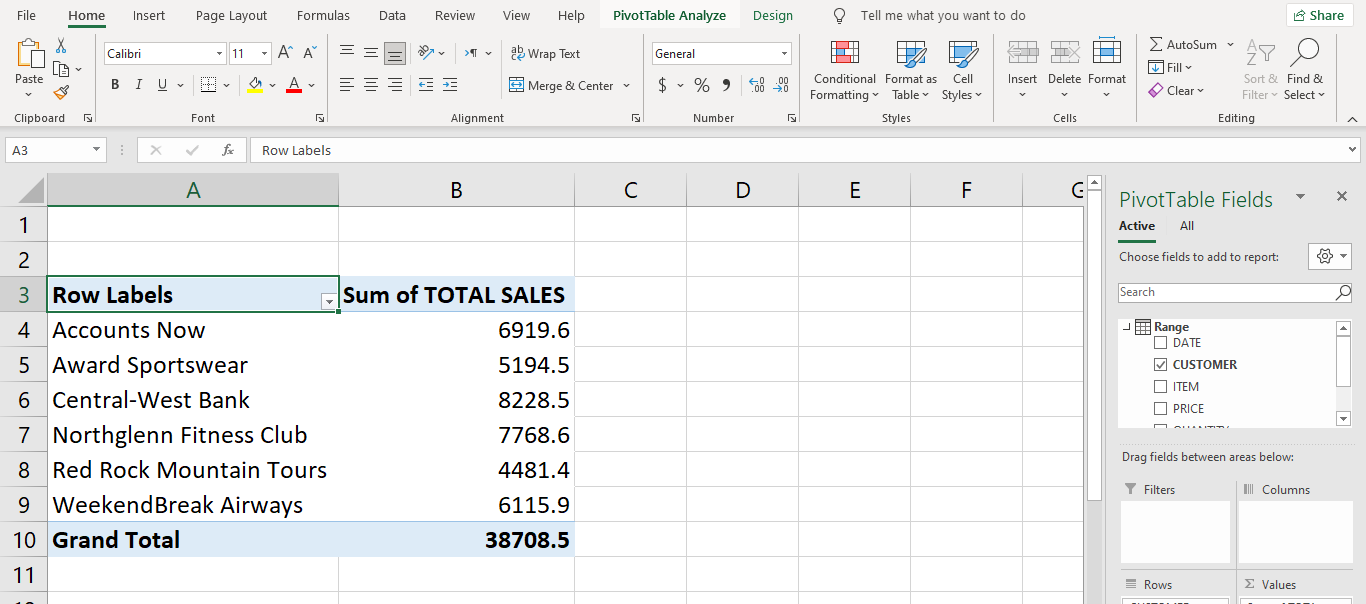 File Home Insert Page Layout Formulas Data Review View Help PivotTable Analyze Design Tell me what you want to do Share
Calibri 11 A A ab Wrap Text General AutoSum
Paste Conditional Format as Cell Insert Delete Format Fill Sort & Find &
B I U A Merge & Center $ % 9 .00 .00 Formatting Table Styles Clear Filter Select
Clipboard Font Alignment Number Styles Cells Editing
A3 fx Row Labels
A B C D E F G
1
2
3 Row Labels Sum of TOTAL SALES
4 Accounts Now 6919.6
5 Award Sportswear 5194.5
6 Central-West Bank 8228.5
7 Northglenn Fitness Club 7768.6
8 Red Rock Mountain Tours 4481.4
9 WeekendBreak Airways 6115.9
10 Grand Total 38708.5
11
PivotTable Fields
Active All
Choose fields to add to report:
Search
Range
DATE
CUSTOMER
ITEM
PRICE
Drag fields between areas below:
Filters Columns
Rows Σ Values